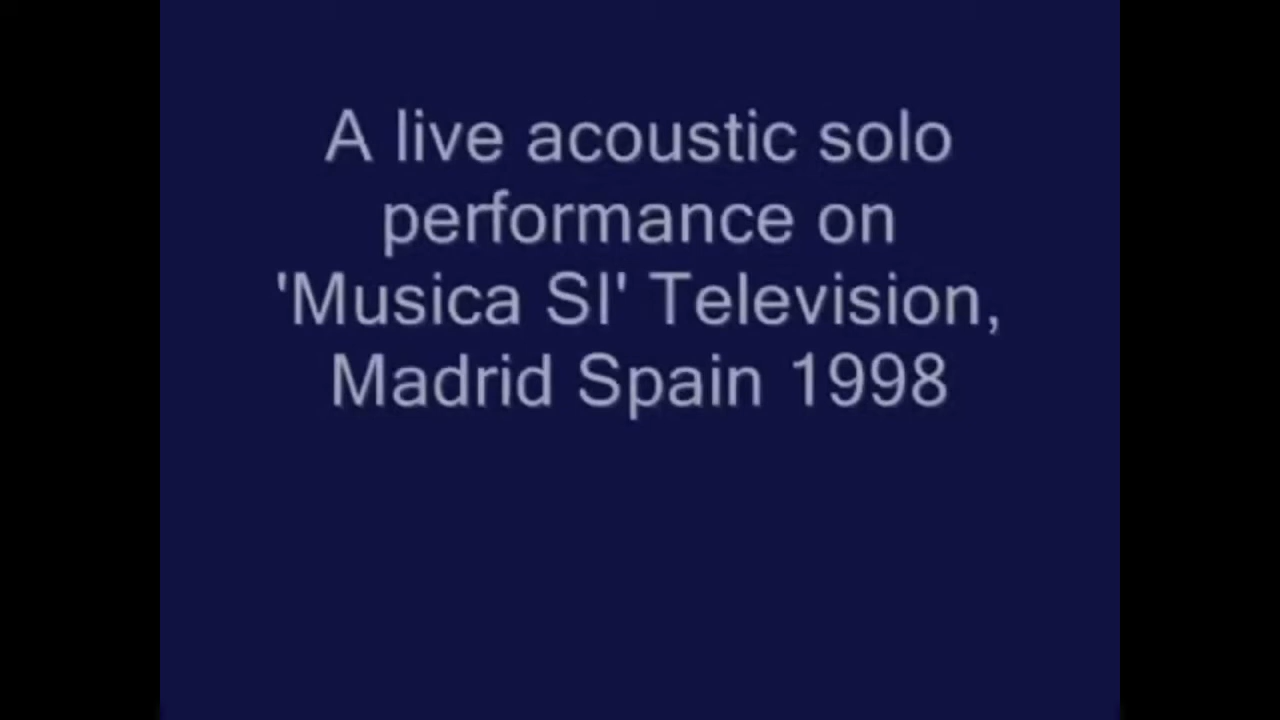 A live acoustic solo
performance on
'Musica SI' Television,
Madrid Spain 1998